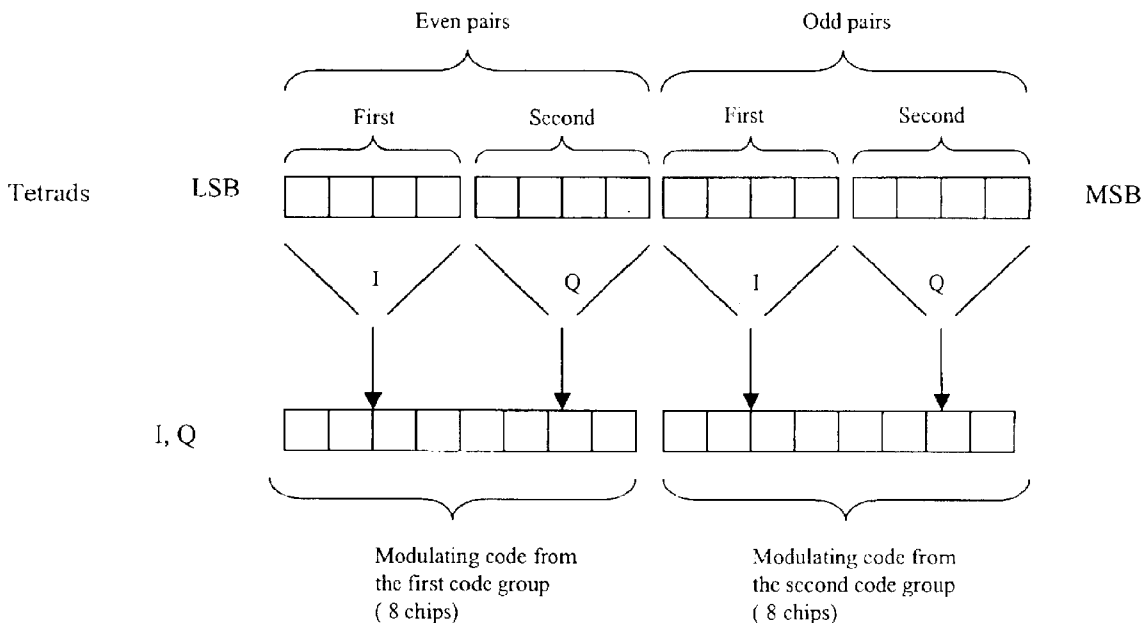 Even pairs
Odd pairs
First
Second
First
Second
Tetrads
LSB
MSB
I
Q
I
Q
I, Q
Modulating code from
the first code group
( 8 chips)
Modulating code from
the second code group
( 8 chips)